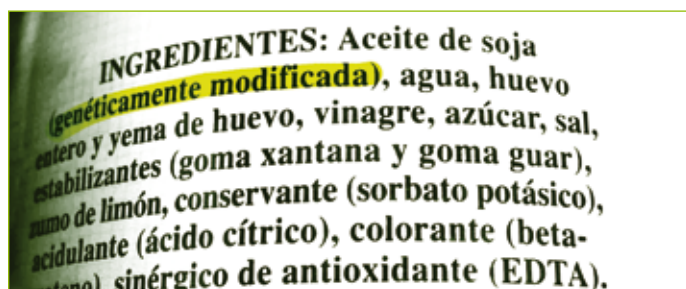 INGREDIENTES: Aceite de soja
(genéticamente modificada), agua, huevo
entero y yema de huevo, vinagre, azúcar, sal,
estabilizantes (goma xantana y goma guar),
zumo de limón, conservante (sorbato potásico),
acidulante (ácido cítrico), colorante (beta-
sinérgico de antioxidante (EDTA).